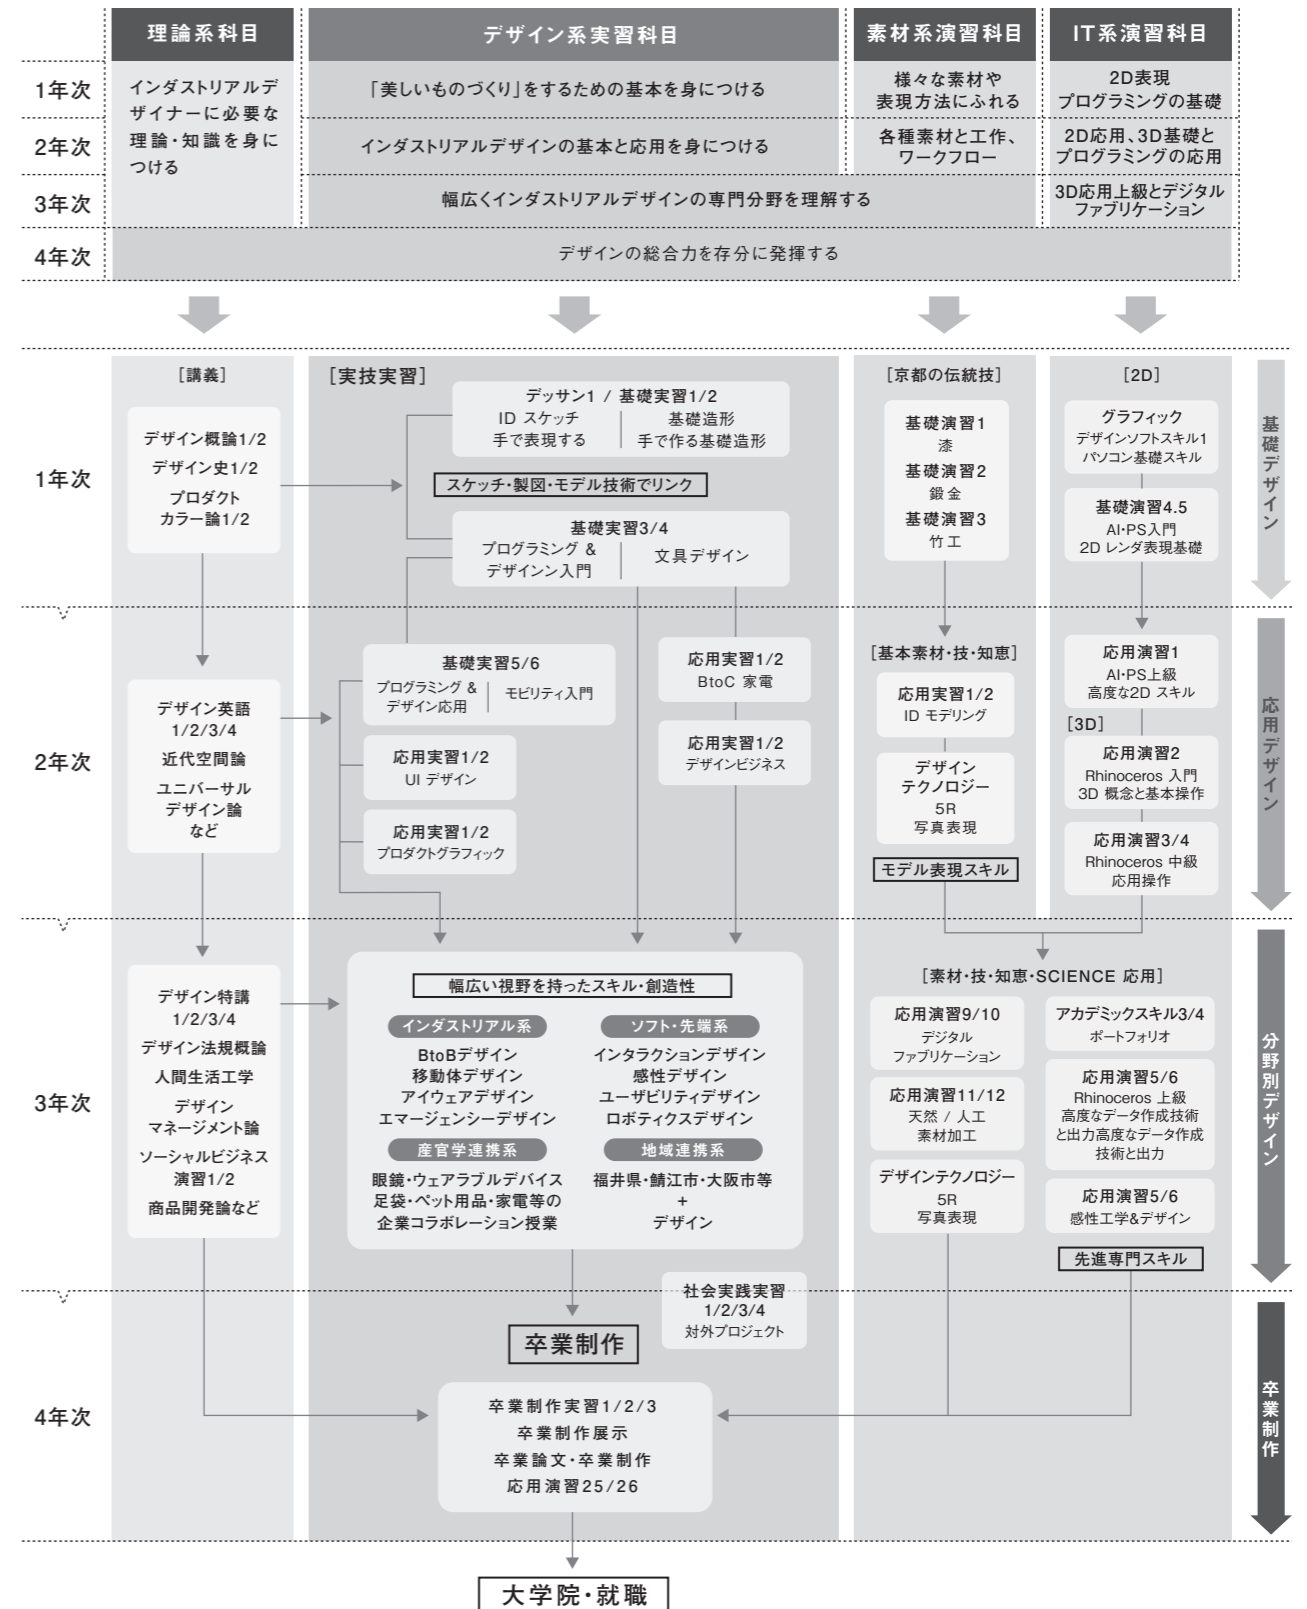 理論系科目
デザイン系実習科目
素材系演習科目
IT系演習科目
1年次
2年次
3年次
4年次
インダストリアルデ
ザイナーに必要な
理論・知識を身に
つける
「美しいものづくり」をするための基本を身につける
様々な素材や
表現方法にふれる
2D表現
プログラミングの基礎
インダストリアルデザインの基本と応用を身につける
各種素材と工作、
ワークフロー
2D応用、3D基礎と
プログラミングの応用
幅広くインダストリアルデザインの専門分野を理解する
3D応用上級とデジタル
ファブリケーション
デザインの総合力を存分に発揮する
1年次
[講義]
デザイン概論1/2
デザイン史1/2
プロダクト
カラー論1/2
[実技実習]
デッサン1 / 基礎実習1/2
ID スケッチ
手で表現する
基礎造形
手で作る基礎造形
スケッチ・製図・モデル技術でリンク
基礎実習3/4
プログラミング &
デザインン入門
文具デザイン
[京都の伝統技]
基礎演習1
漆
基礎演習2
鍛金
基礎演習3
竹工
[2D]
グラフィック
デザインソフトスキル1
パソコン基礎スキル
基礎演習4.5
AI・PS入門
2D レンダ表現基礎
基礎デザイン
2年次
デザイン英語
1/2/3/4
近代空間論
ユニバーサル
デザイン論
など
基礎実習5/6
プログラミング &
デザイン応用
モビリティ入門
応用実習1/2
UI デザイン
応用実習1/2
プロダクトグラフィック
応用実習1/2
BtoC 家電
応用実習1/2
デザインビジネス
[基本素材・技・知恵]
応用実習1/2
ID モデリング
デザイン
テクノロジー
5R
写真表現
モデル表現スキル
応用演習1
AI・PS上級
高度な2D スキル
[3D]
応用演習2
Rhinoceros 入門
3D 概念と基本操作
応用演習3/4
Rhinoceros 中級
応用操作
応用デザイン
3年次
デザイン特講
1/2/3/4
デザイン法規概論
人間生活工学
デザイン
マネージメント論
ソーシャルビジネス
演習1/2
商品開発論など
幅広い視野を持ったスキル・創造性
インダストリアル系
BtoBデザイン
移動体デザイン
アイウェアデザイン
エマージェンシーデザイン
ソフト・先端系
インタラクションデザイン
感性デザイン
ユーザビリティデザイン
ロボティクスデザイン
産官学連携系
眼鏡・ウェアラブルデバイス
足袋・ペット用品・家電等の
企業コラボレーション授業
地域連携系
福井県・鯖江市・大阪市等
+
デザイン
[素材・技・知恵・SCIENCE 応用]
応用演習9/10
デジタル
ファブリケーション
応用演習11/12
天然 / 人工
素材加工
デザインテクノロジー
5R
写真表現
アカデミックスキル3/4
ポートフォリオ
応用演習5/6
Rhinoceros 上級
高度なデータ作成技術
と出力高度なデータ作成
技術と出力
応用演習5/6
感性工学&デザイン
先進専門スキル
分野別デザイン
社会実践実習
1/2/3/4
対外プロジェクト
卒業制作
4年次
卒業制作実習1/2/3
卒業制作展示
卒業論文・卒業制作
応用演習25/26
卒業制作
大学院・就職